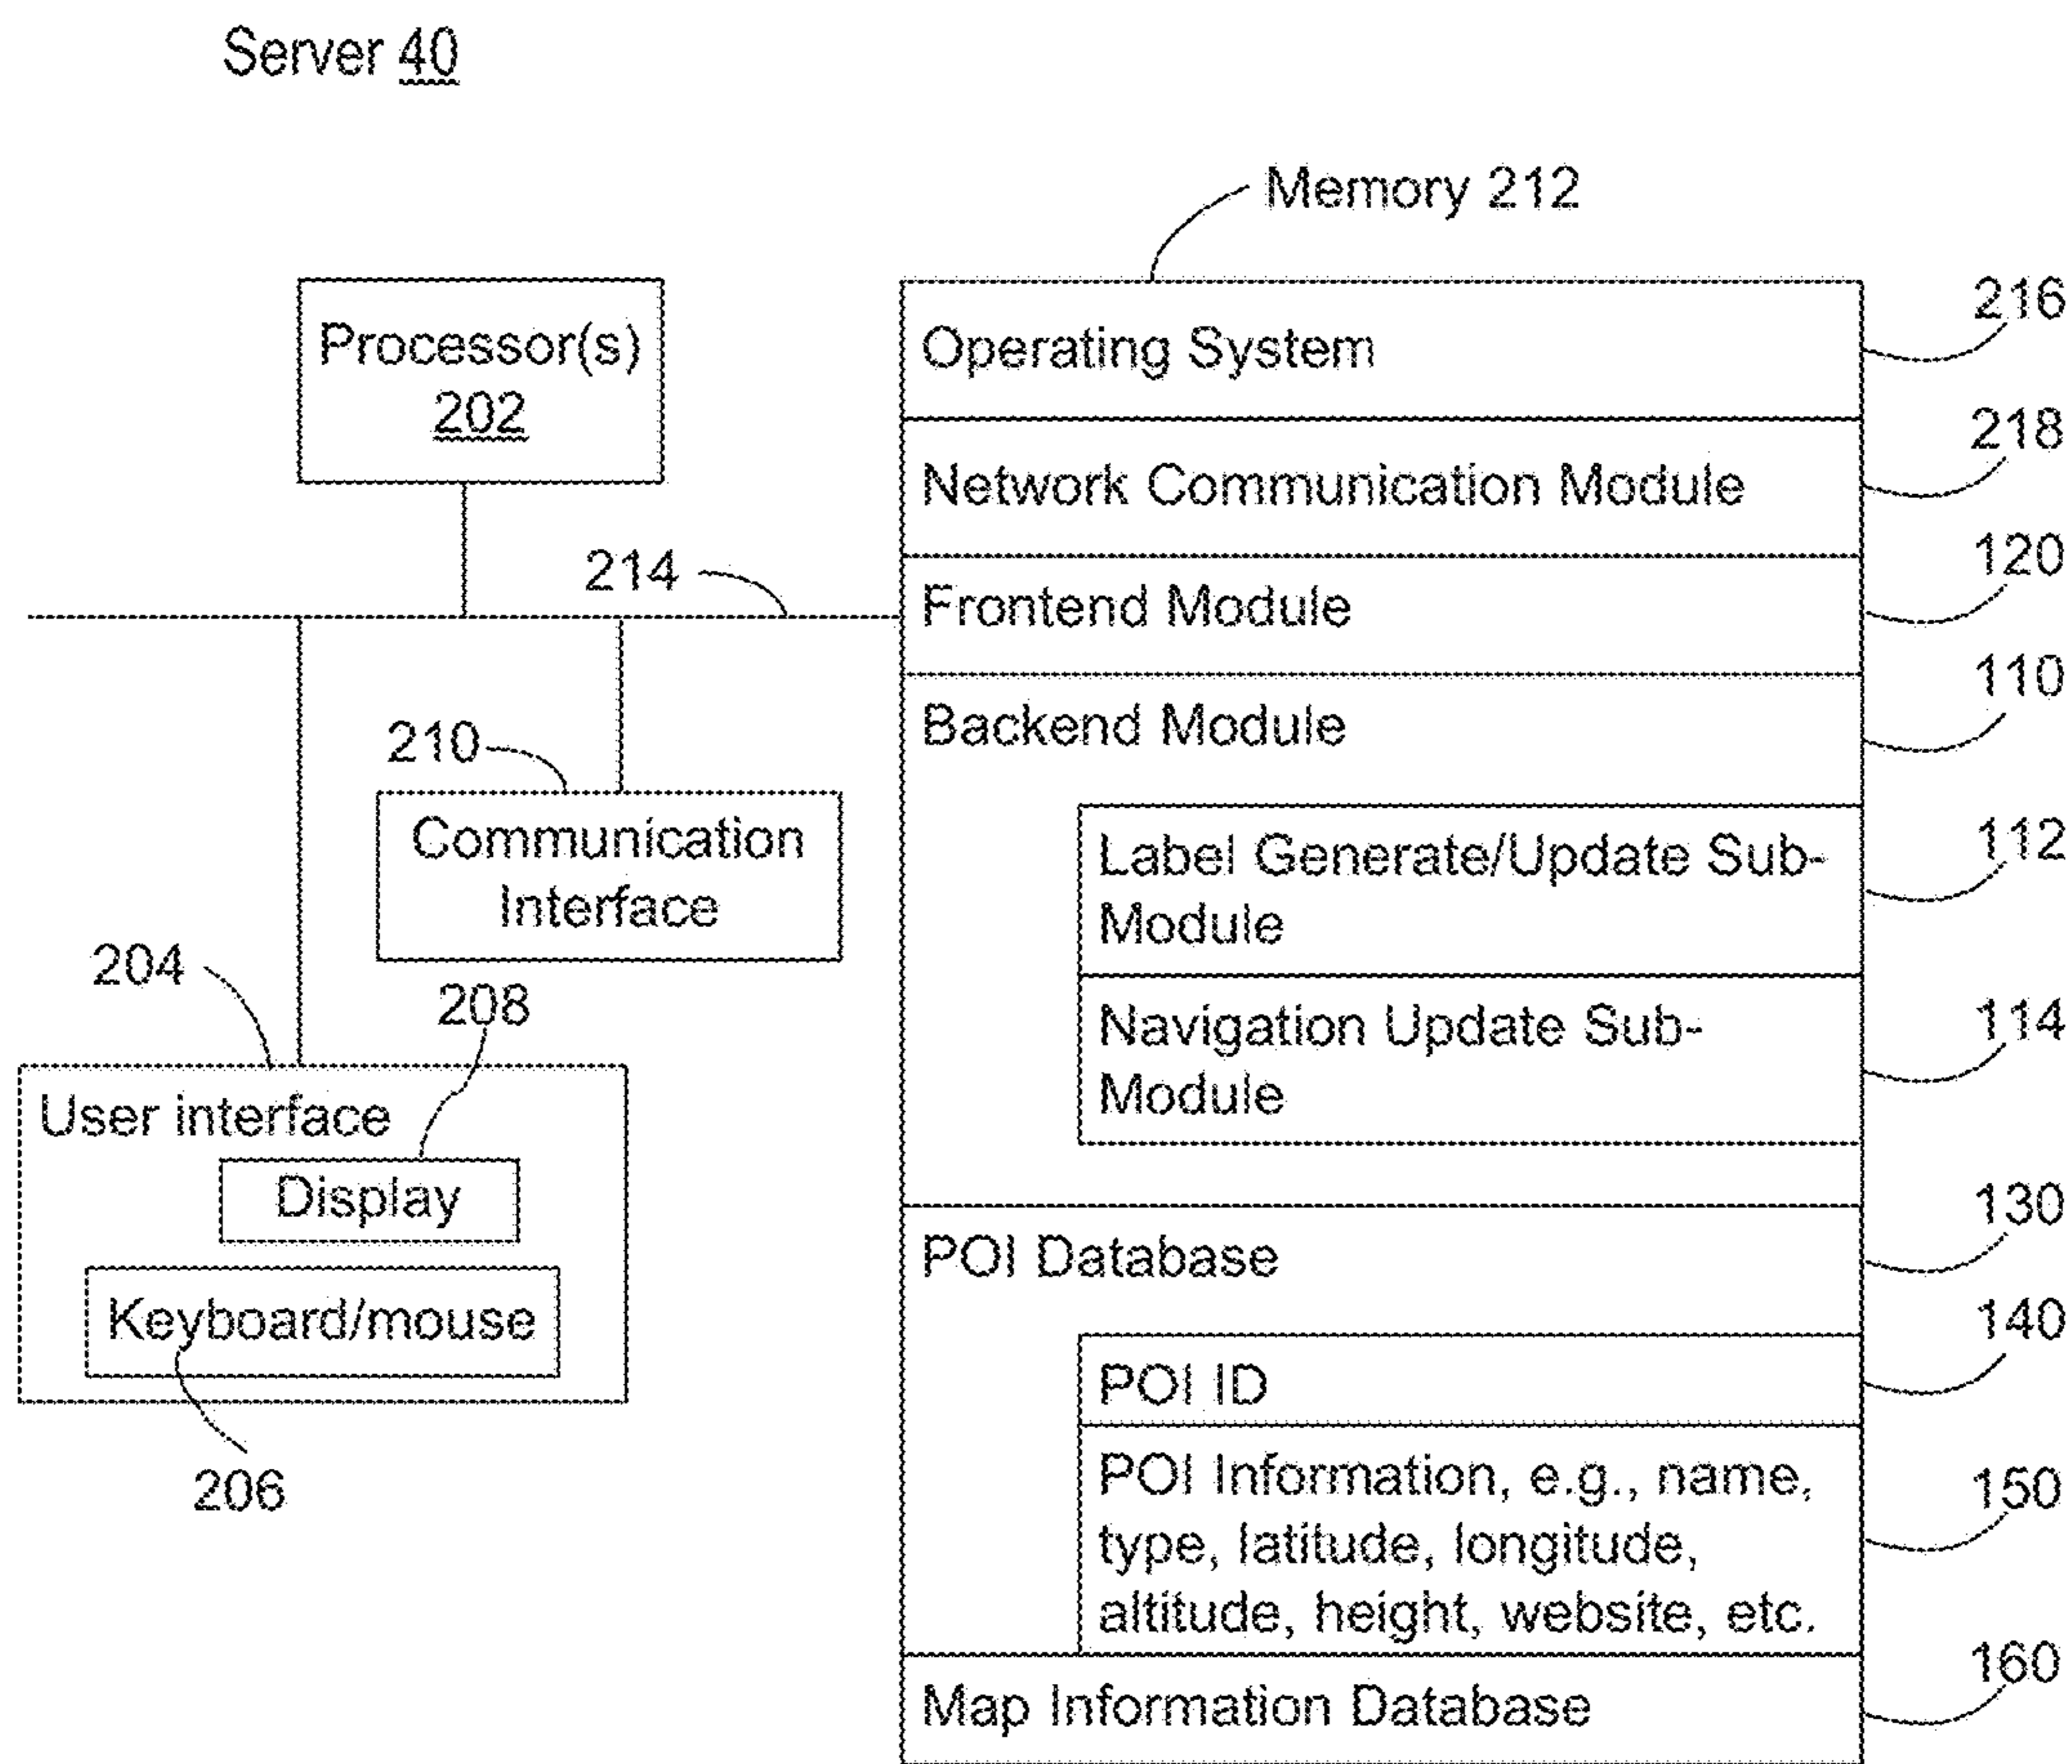 Server 40
Memory 212
Processor(s)
202
214
210
Communication
Interface
204
208
User interface
Display
Keyboard/mouse
206
Operating System
216
Network Communication Module
218
Frontend Module
120
Backend Module
110
Label Generate/Update Sub-
Module
112
Navigation Update Sub-
Module
114
POI Database
130
POI ID
140
POI Information, e.g., name,
type, latitude, longitude,
altitude, height, website, etc.
150
Map Information Database
160